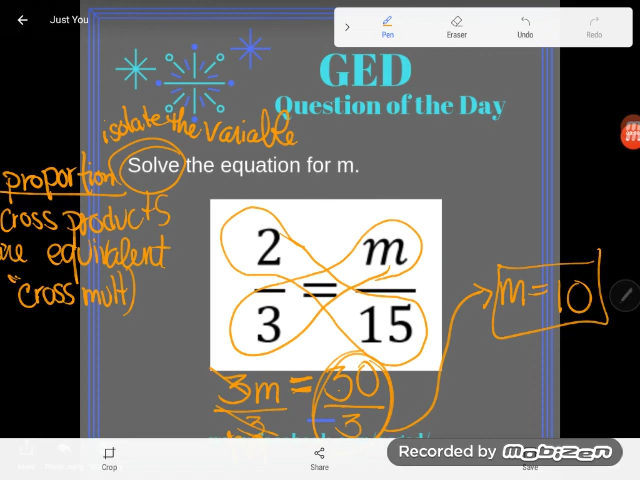 Just You
Pen
Eraser
Undo
Redo
GED
Question of the Day
isolate the variable
Solve the equation for m.
proportion
cross products
are equivalent
"cross mult)
2/3 = m/15
m = 10
3m/3 = 30/3
Crop
Share
Save
Recorded by Mobizen